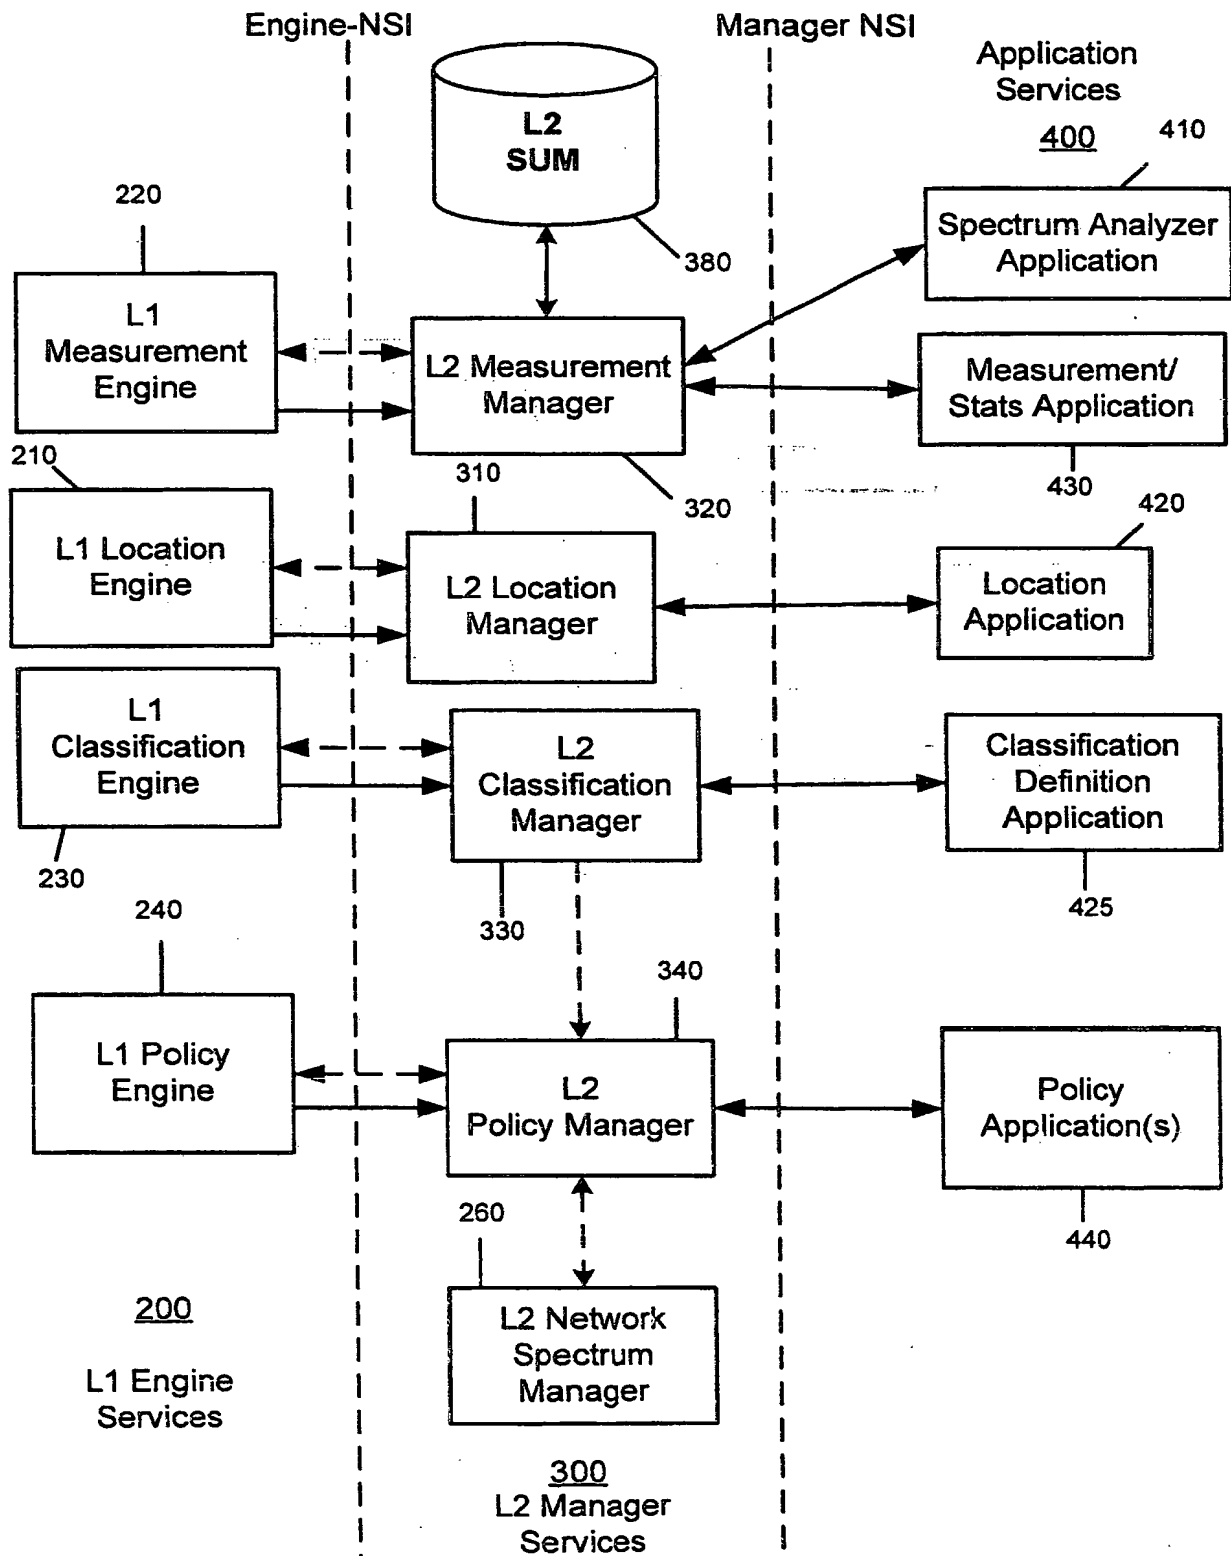 Engine-NSI
Manager NSI
Application
Services
400
410
L2
SUM
380
220
L1
Measurement
Engine
L2 Measurement
Manager
320
Spectrum Analyzer
Application
Measurement/
Stats Application
430
210
L1 Location
Engine
310
L2 Location
Manager
420
Location
Application
L1
Classification
Engine
230
L2
Classification
Manager
330
Classification
Definition
Application
425
240
L1 Policy
Engine
340
L2
Policy Manager
Policy
Application(s)
440
260
L2 Network
Spectrum
Manager
200
L1 Engine
Services
300
L2 Manager
Services